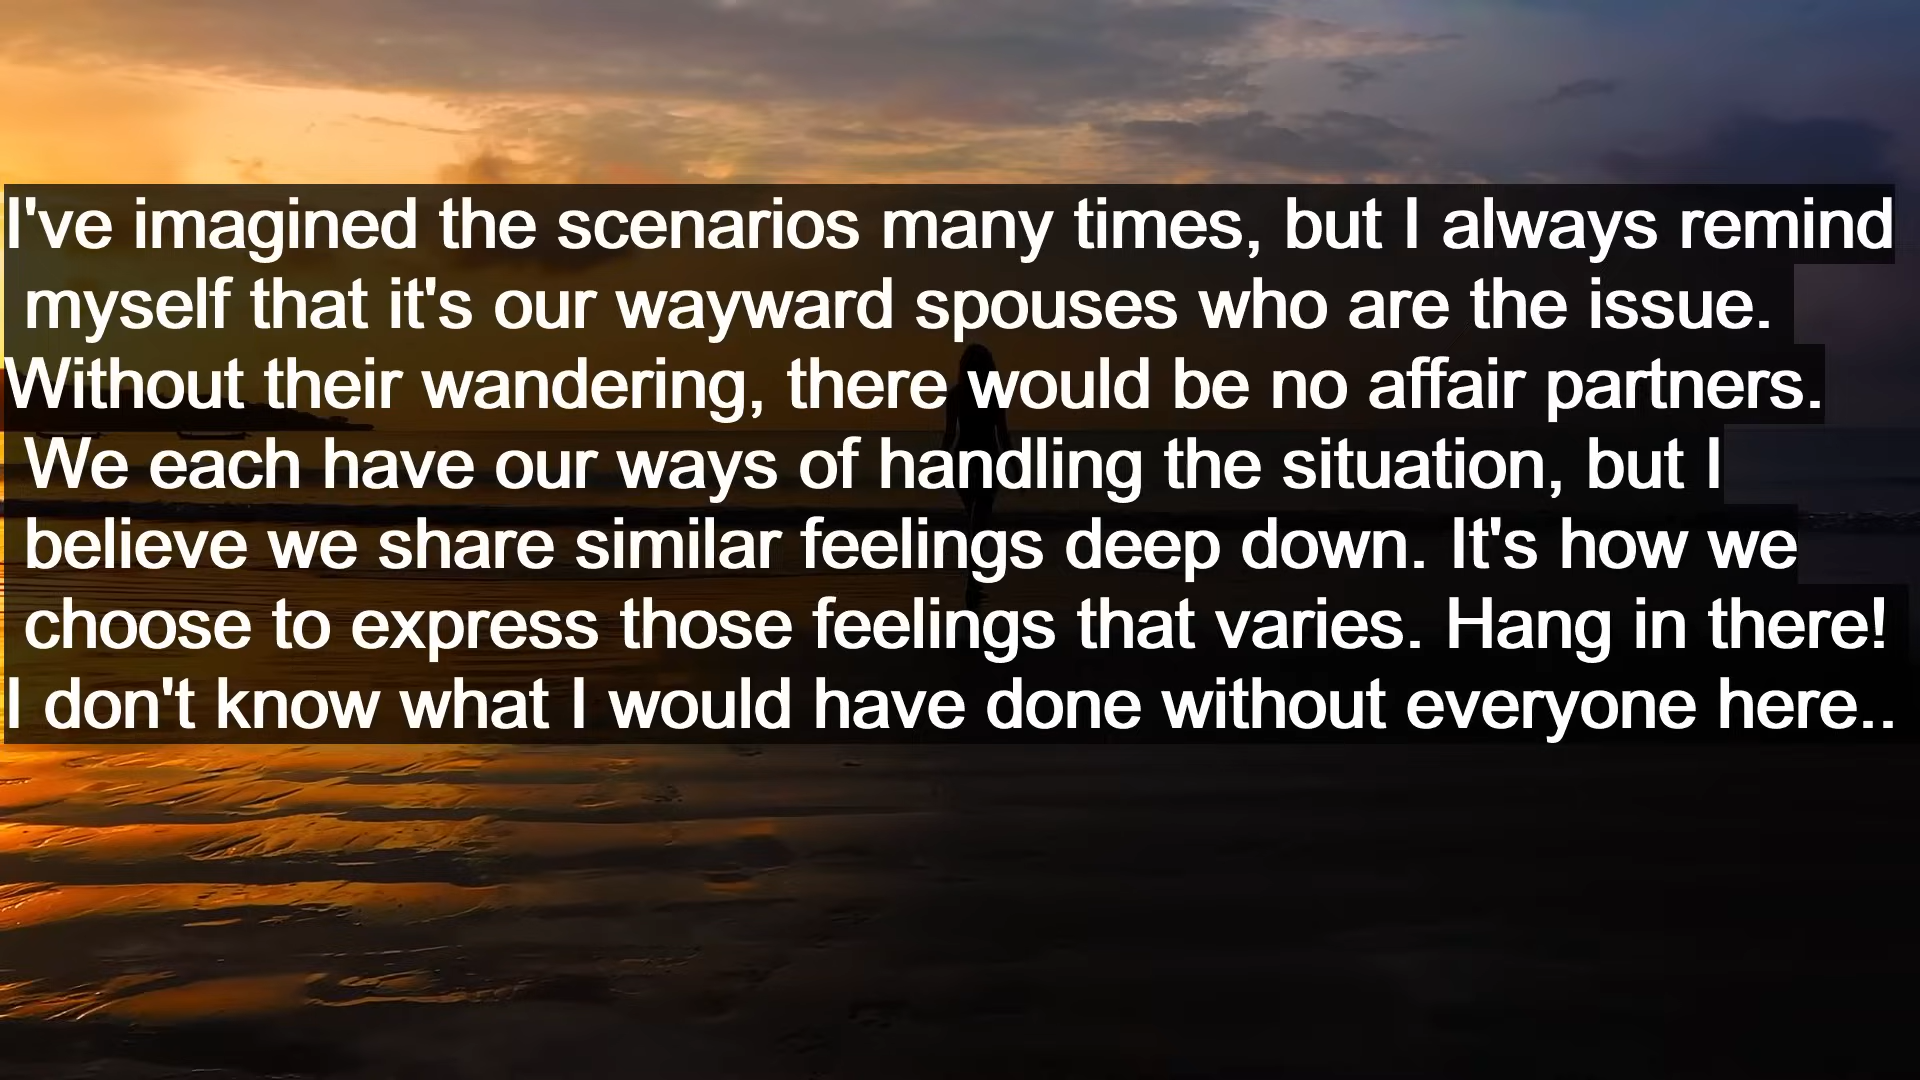 I've imagined the scenarios many times, but I always remind
myself that it's our wayward spouses who are the issue.
Without their wandering, there would be no affair partners.
We each have our ways of handling the situation, but I
believe we share similar feelings deep down. It's how we
choose to express those feelings that varies. Hang in there!
I don't know what I would have done without everyone here..